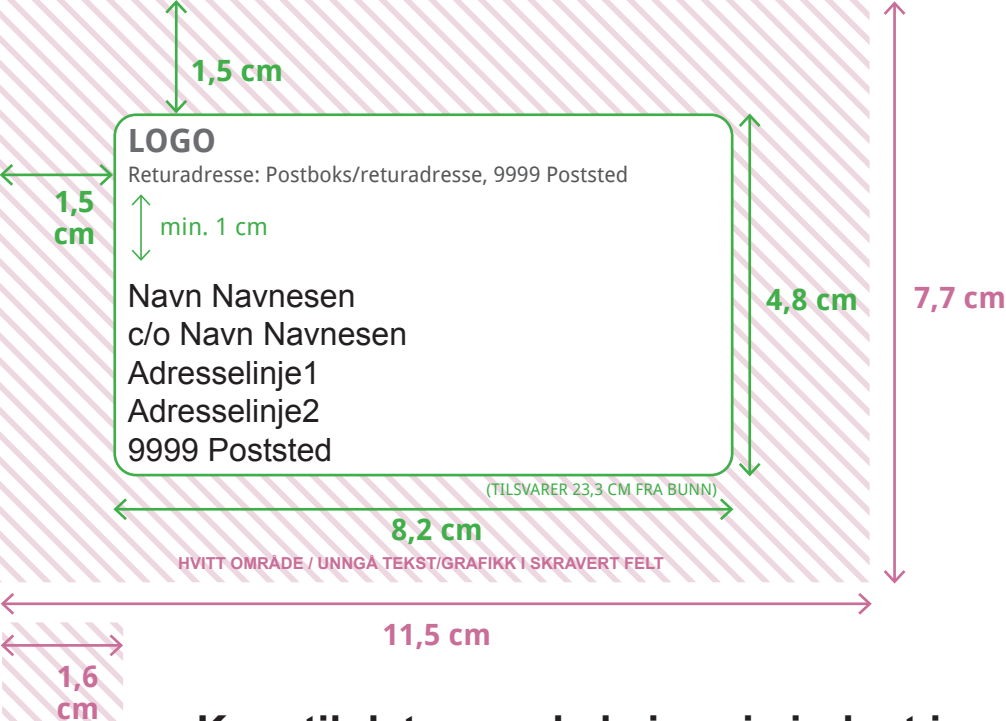 1,5 cm
LOGO
Returadresse: Postboks/returadresse, 9999 Poststed
1,5
cm
min. 1 cm
Navn Navnesen
c/o Navn Navnesen
Adresselinje1
Adresselinje2
9999 Poststed
4,8 cm
7,7 cm
(TILSVARER 23,3 CM FRA BUNN)
8,2 cm
HVITT OMRÅDE / UNNGÅ TEKST/GRAFIKK I SKRAVERT FELT
11,5 cm
1,6
cm